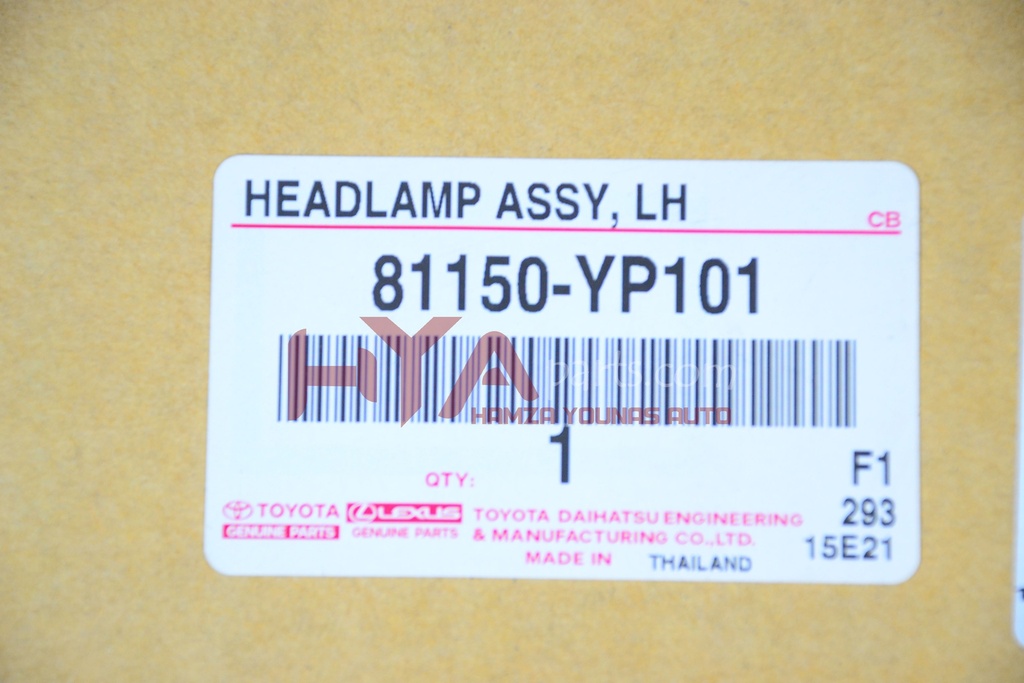 HEADLAMP ASSY, LH
CB
81150-YP101
HYA parts.com
HAMZA YOUNAS AUTO
QTY: 1
F1
TOYOTA LEXUS TOYOTA DAIHATSU ENGINEERING 293
GENUINE PARTS GENUINE PARTS & MANUFACTURING CO.,LTD.
MADE IN THAILAND 15E21